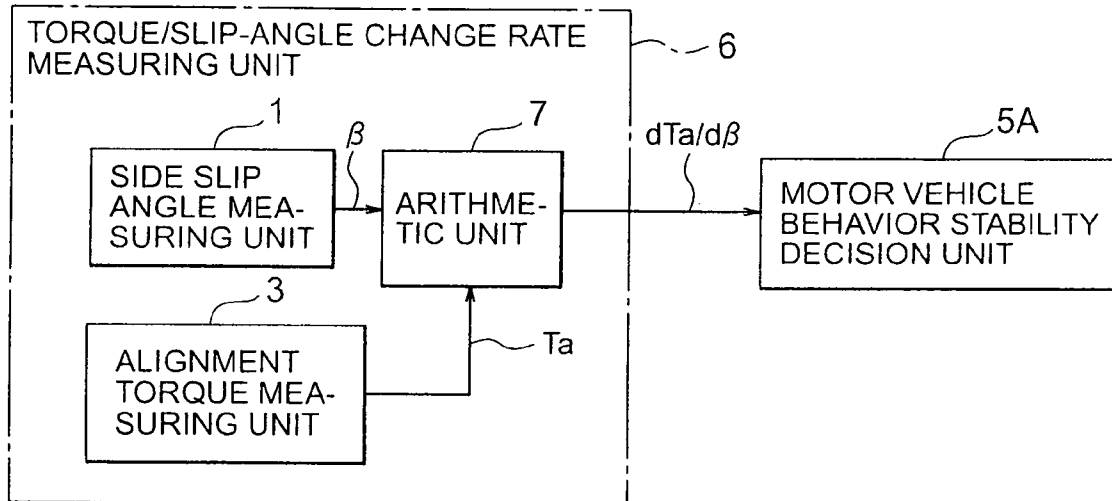 TORQUE/SLIP-ANGLE CHANGE RATE
MEASURING UNIT
6
1
SIDE SLIP
ANGLE MEA-
SURING UNIT
β
7
ARITHME-
TIC UNIT
dTa/dβ
5A
MOTOR VEHICLE
BEHAVIOR STABILITY
DECISION UNIT
3
ALIGNMENT
TORQUE MEA-
SURING UNIT
Ta